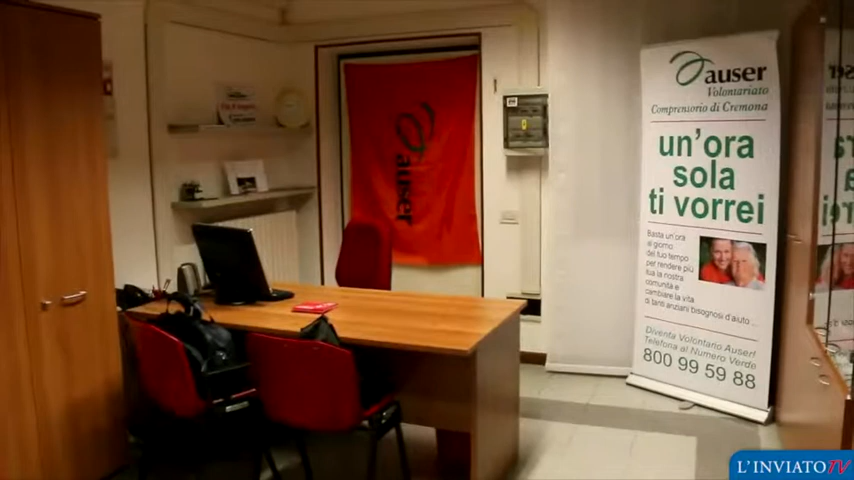 auser
Volontariato
Comprensorio di Cremona
un'ora
sola
ti vorrei
Basta un'ora
al giorno
del tuo tempo
per rendere più
ricca la nostra
comunità e
cambiare la vita
di tanti anziani bisognosi d'aiuto...
Diventa Volontario Auser
Telefona al Numero Verde
800 99 59 88
auser
L'INVIATO TV